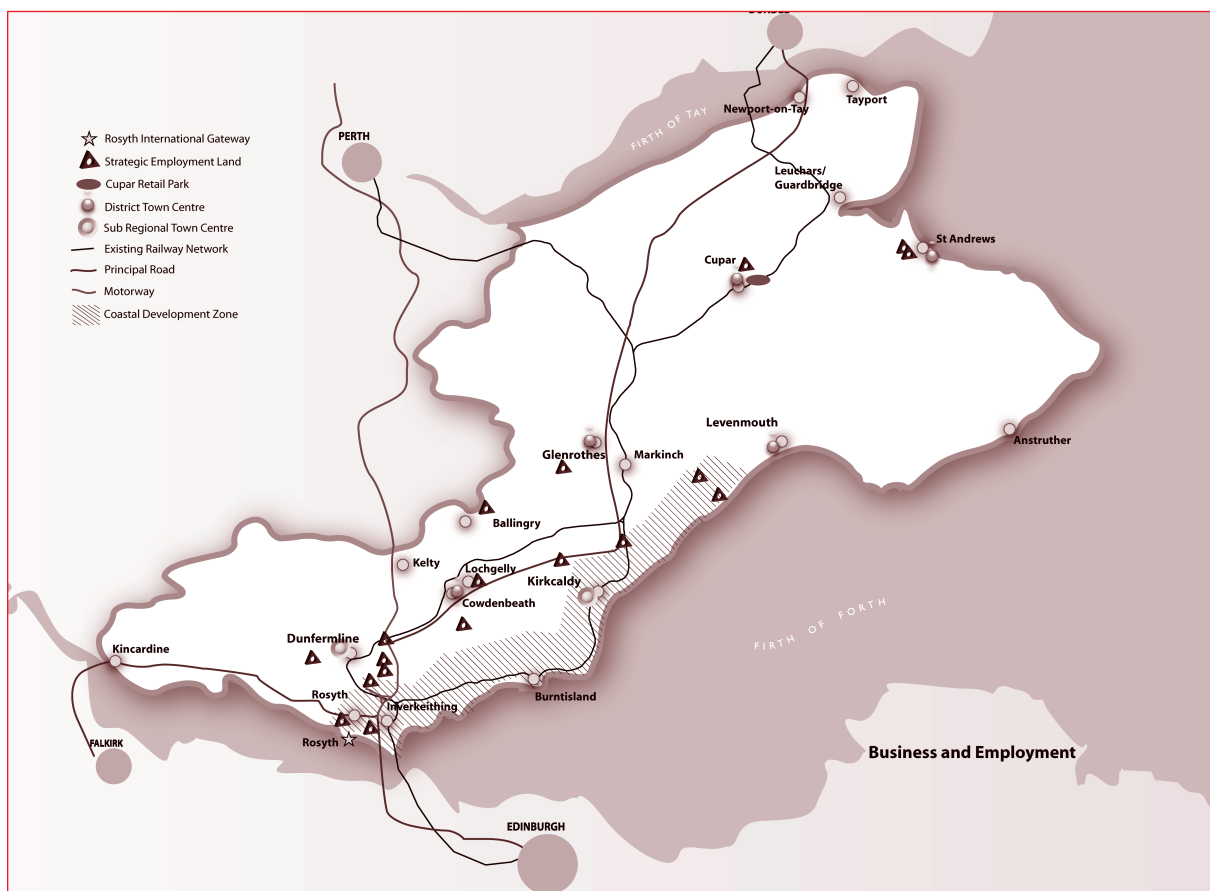 DUNDEE
Newport-on-Tay
Tayport
FIRTH OF TAY
PERTH
Rosyth International Gateway
Strategic Employment Land
Cupar Retail Park
District Town Centre
Sub Regional Town Centre
Existing Railway Network
Principal Road
Motorway
Coastal Development Zone
Leuchars/
Guardbridge
St Andrews
Cupar
Levenmouth
Anstruther
Glenrothes
Markinch
Ballingry
Kelty
Lochgelly
Kirkcaldy
Cowdenbeath
FIRTH OF FORTH
Dunfermline
Kincardine
Rosyth
Burntisland
Inverkeithing
Rosyth
FALKIRK
Business and Employment
EDINBURGH